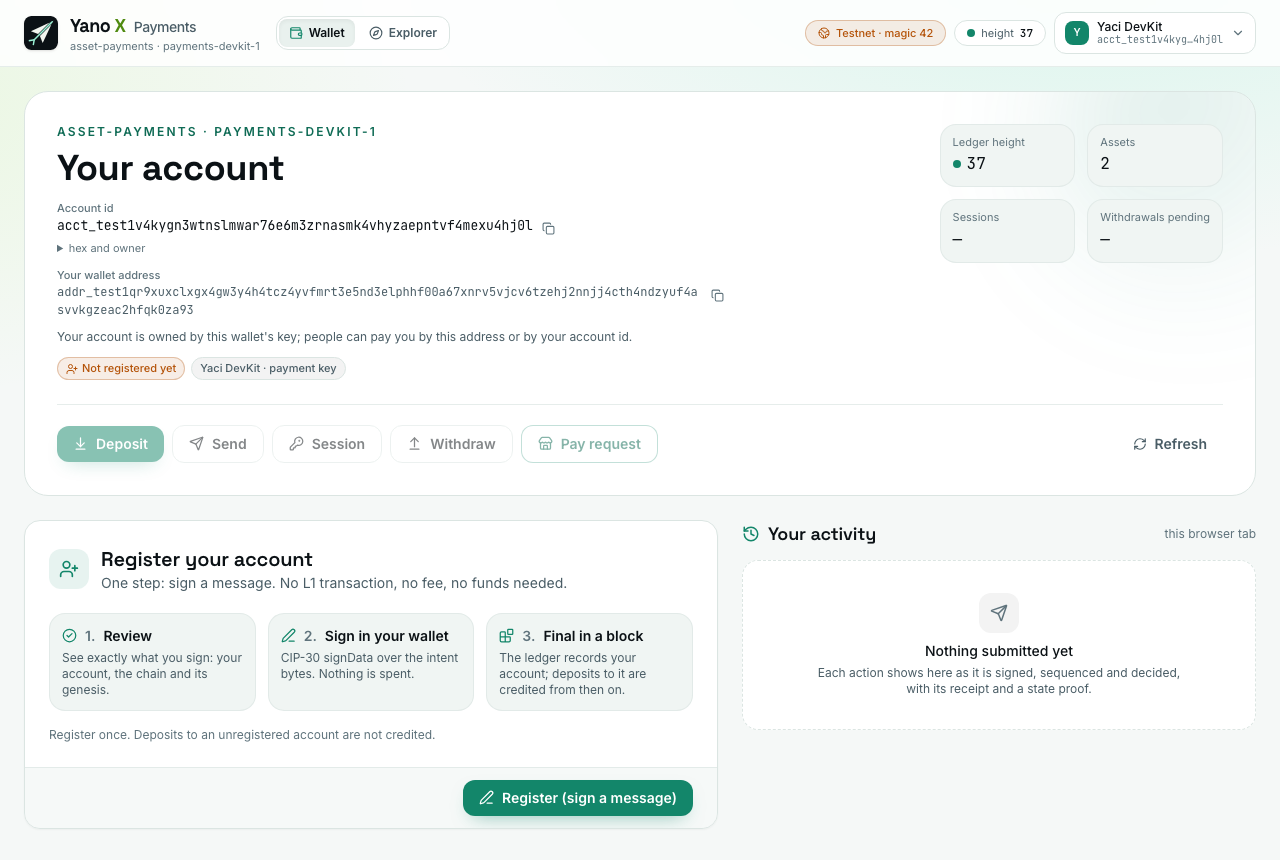 Yano X Payments
asset-payments · payments-devkit-1
Wallet
Explorer
Testnet · magic 42
height 37
Y
Yaci DevKit
acct_test1v4kyg…4hj0l
ASSET-PAYMENTS · PAYMENTS-DEVKIT-1
Your account
Account id
acct_test1v4kygn3wtnslmwar76e6m3zrnasmk4vhyzaepntvf4mexu4hj0l
hex and owner
Your wallet address
addr_test1qr9xuxclxgx4gw3y4h4tcz4yvfmrt3e5nd3elphhf00a67xnrv5vjcv6tzehj2nnjj4cth4ndzyuf4a
svvkgzeac2hfqk0za93
Your account is owned by this wallet's key; people can pay you by this address or by your account id.
Not registered yet
Yaci DevKit · payment key
Ledger height
37
Assets
2
Sessions
—
Withdrawals pending
—
Deposit
Send
Session
Withdraw
Pay request
Refresh
Register your account
One step: sign a message. No L1 transaction, no fee, no funds needed.
1. Review
See exactly what you sign: your
account, the chain and its
genesis.
2. Sign in your wallet
CIP-30 signData over the intent
bytes. Nothing is spent.
3. Final in a block
The ledger records your
account; deposits to it are
credited from then on.
Register once. Deposits to an unregistered account are not credited.
Register (sign a message)
Your activity
this browser tab
Nothing submitted yet
Each action shows here as it is signed, sequenced and decided,
with its receipt and a state proof.